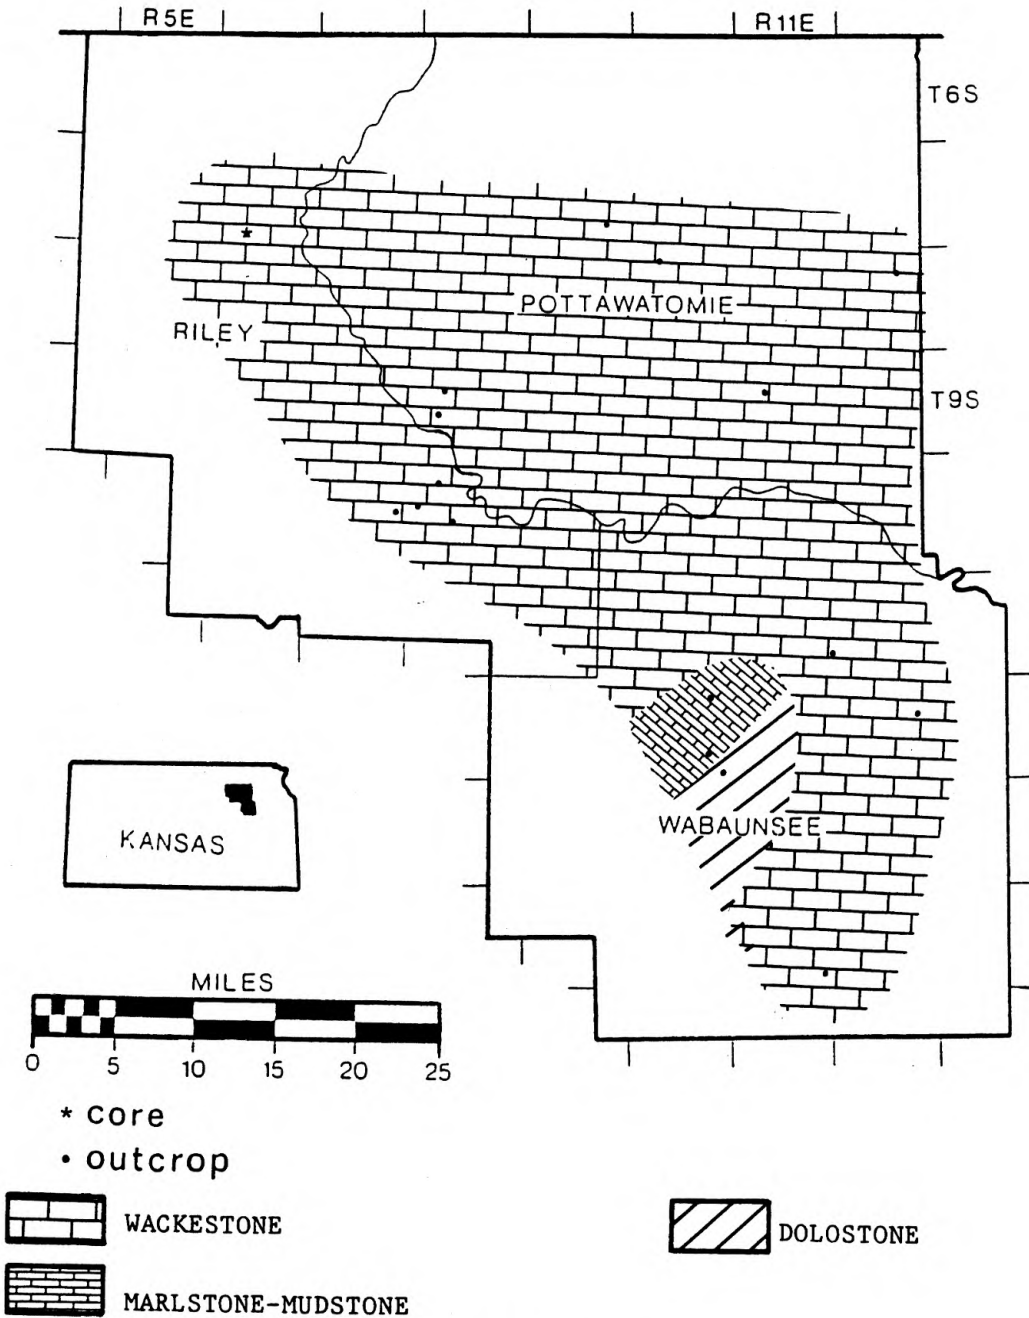 R5E R11E
T6S
POTTAWATOMIE
RILEY
T9S
WABAUNSEE
KANSAS
MILES
0 5 10 15 20 25
* core
• outcrop
WACKESTONE
DOLOSTONE
MARLSTONE-MUDSTONE